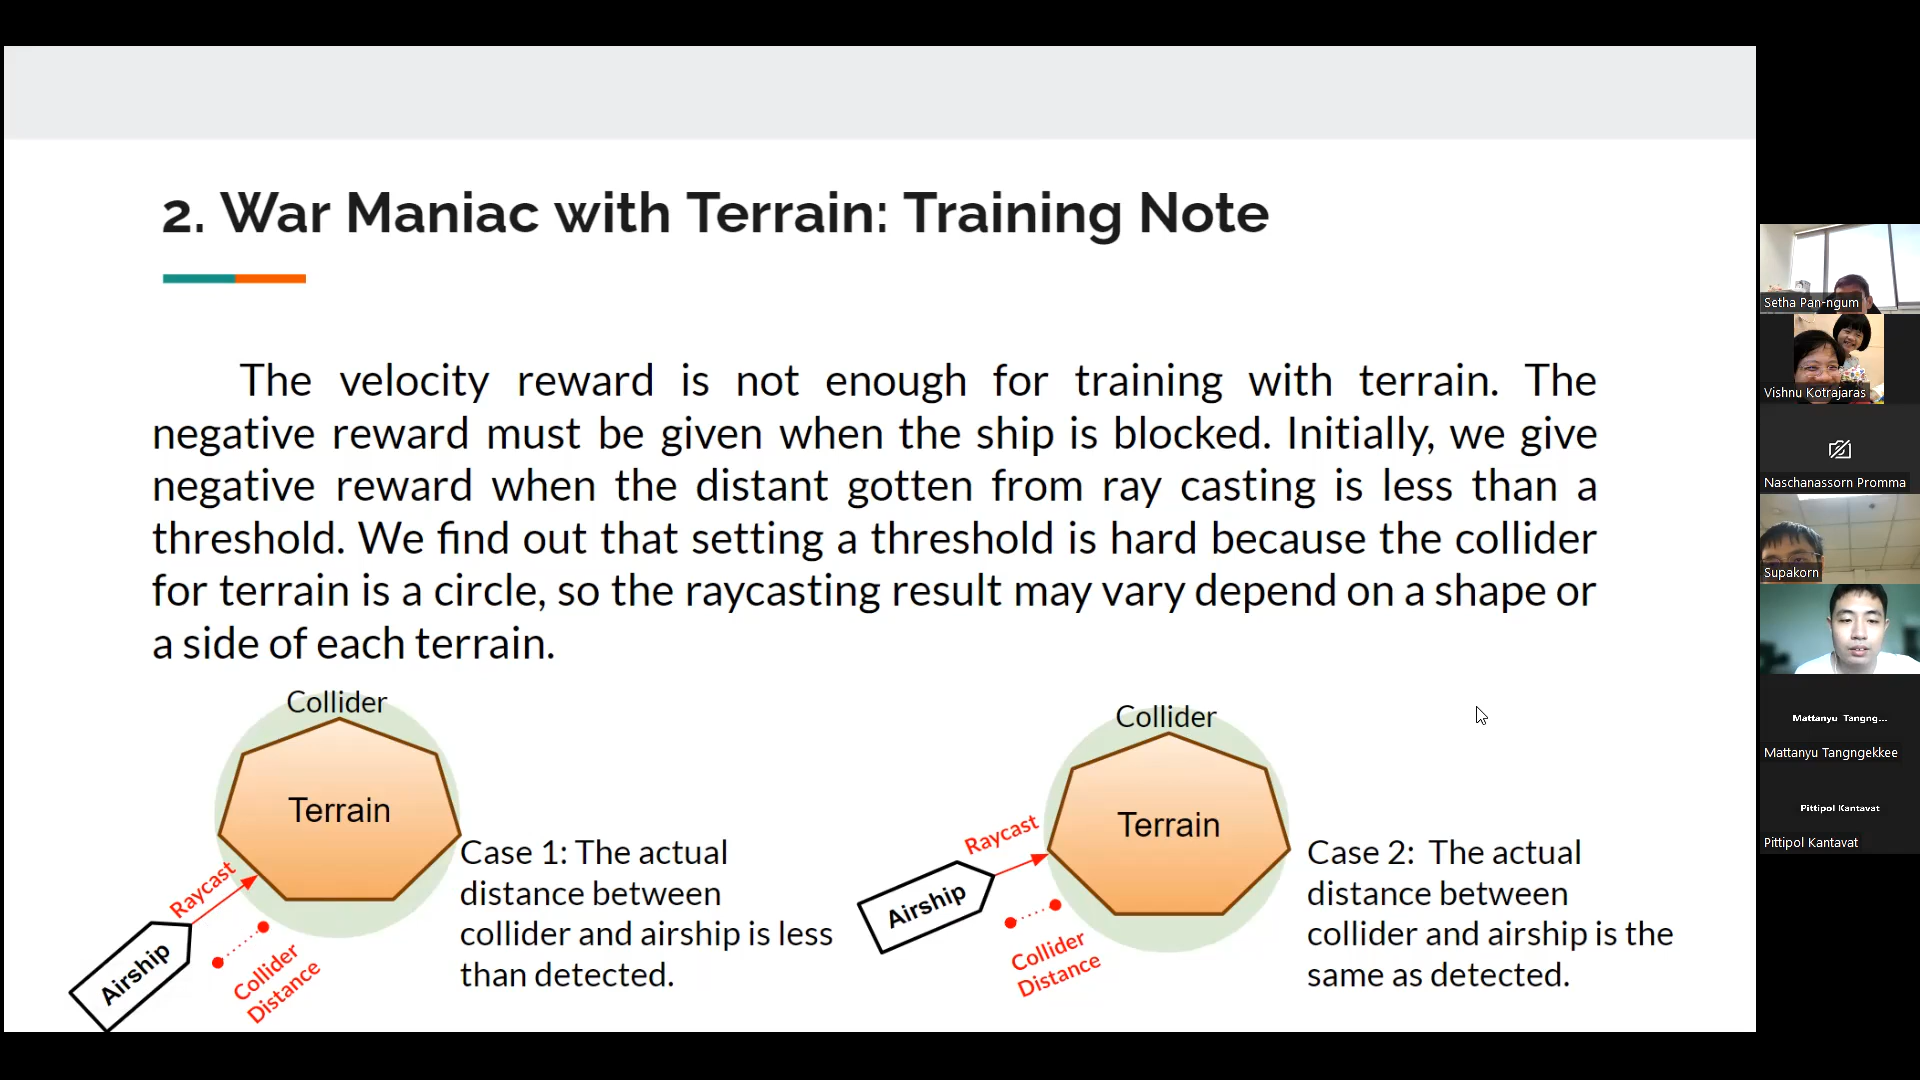 2. War Maniac with Terrain: Training Note
The velocity reward is not enough for training with terrain. The
negative reward must be given when the ship is blocked. Initially, we give
negative reward when the distant gotten from ray casting is less than a
threshold. We find out that setting a threshold is hard because the collider
for terrain is a circle, so the raycasting result may vary depend on a shape or
a side of each terrain.
Collider
Terrain
Raycast
Airship
Collider
Distance
Case 1: The actual
distance between
collider and airship is less
than detected.
Collider
Terrain
Raycast
Airship
Collider
Distance
Case 2:  The actual
distance between
collider and airship is the
same as detected.
Setha Pan-ngum
Vishnu Kotrajaras
Naschanassorn Promma
Supakorn
Mattanyu Tangng...
Mattanyu Tangngekkee
Pittipol Kantavat
Pittipol Kantavat